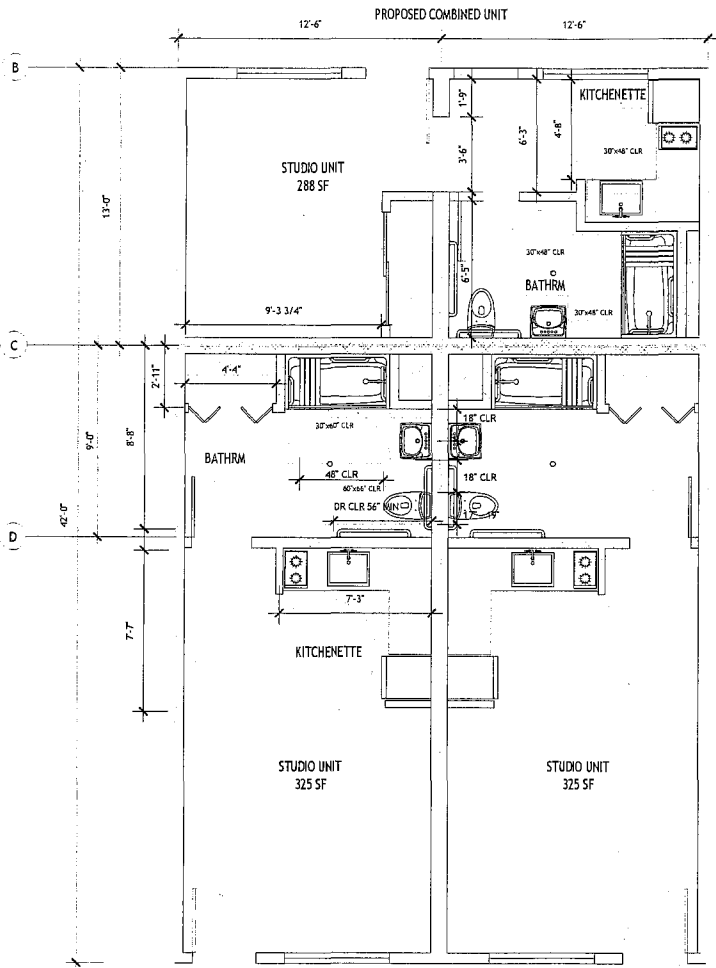 PROPOSED COMBINED UNIT
12'-6"
12'-6"
B
KITCHENETTE
1'-9"
6'-3"
4'-8"
3'-6"
30"x48" CLR
STUDIO UNIT
288 SF
13'-0"
30"x48" CLR
6'-5"
BATHRM
9'-3 3/4"
30"x48" CLR
C
2'-11"
4'-4"
18" CLR
30"x60" CLR
9'-0"
8'-8"
BATHRM
48" CLR
18" CLR
60"x66" CLR
DR CLR 56" MIN
42'-0"
D
7'-3"
7'-7"
KITCHENETTE
STUDIO UNIT
325 SF
STUDIO UNIT
325 SF